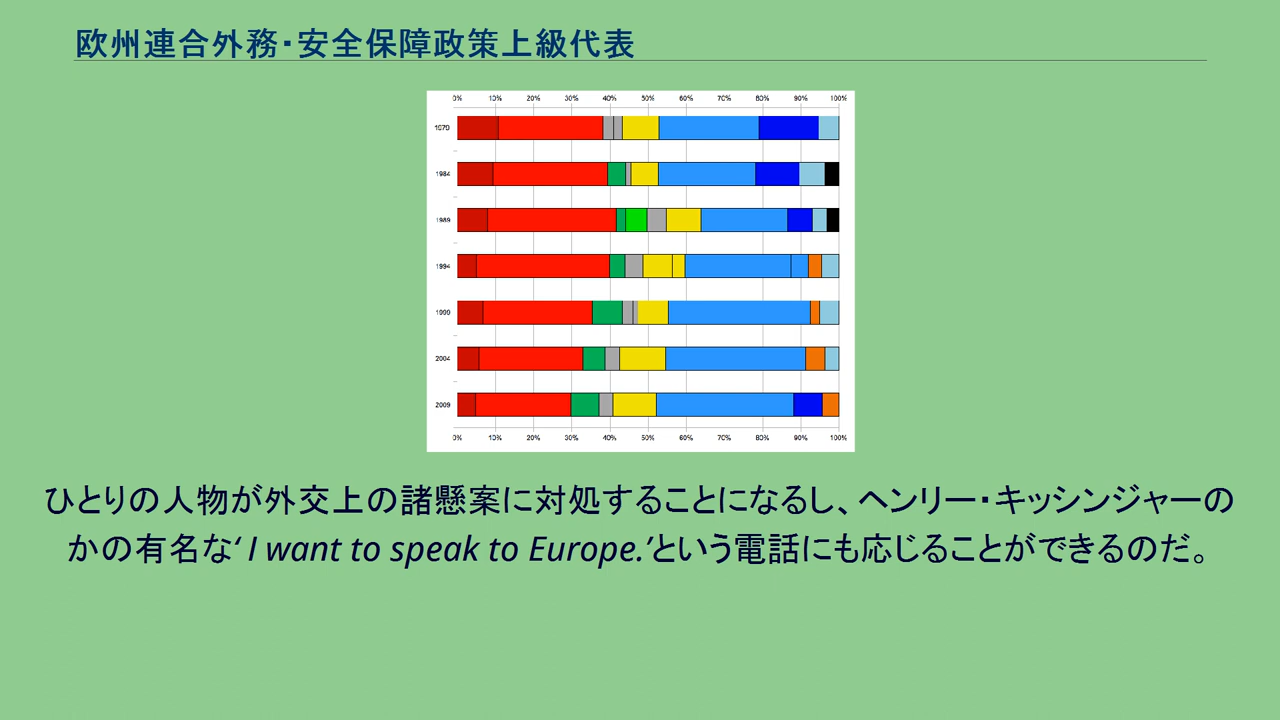 欧州連合外務・安全保障政策上級代表
0% 10% 20% 30% 40% 50% 60% 70% 80% 90% 100%
1979
1984
1989
1994
1999
2004
2009
0% 10% 20% 30% 40% 50% 60% 70% 80% 90% 100%
ひとりの人物が外交上の諸懸案に対処することになるし、ヘンリー・キッシンジャーの
かの有名な‘ I want to speak to Europe.’という電話にも応じることができるのだ。